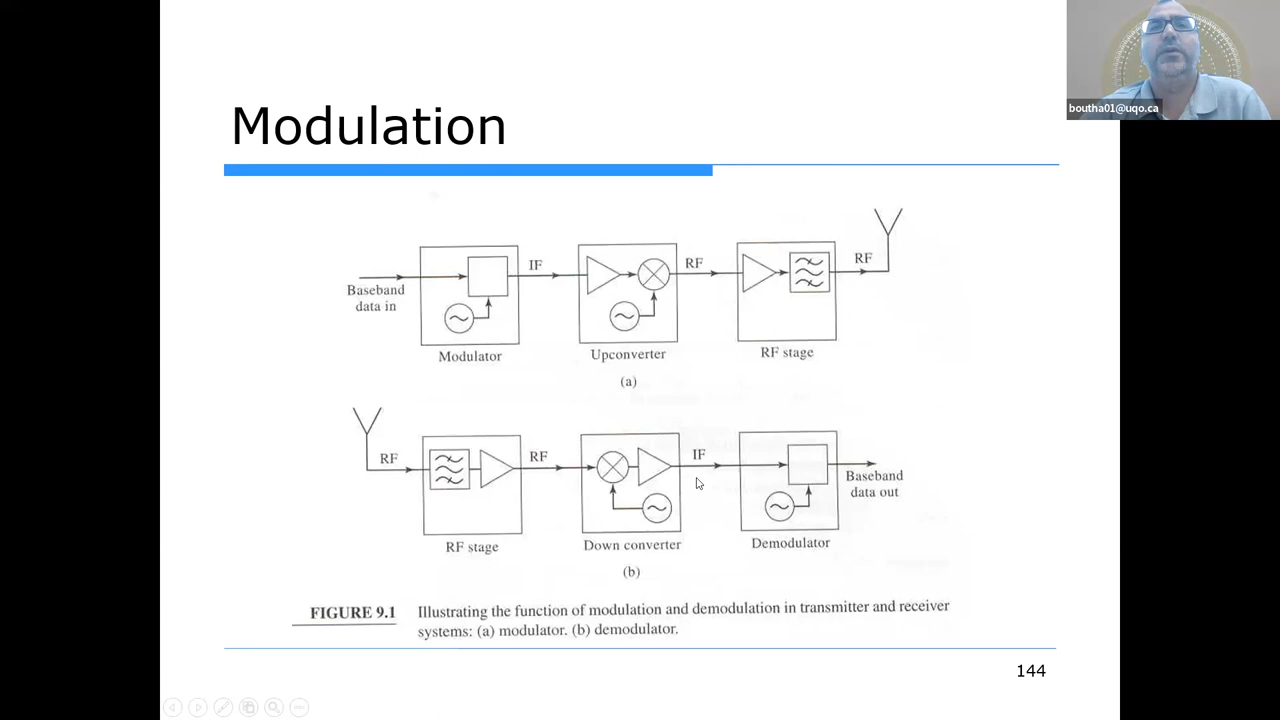 boutha01@uqo.ca
Modulation
Baseband
data in
IF
RF
RF
Modulator
Upconverter
RF stage
(a)
RF
RF
IF
Baseband
data out
RF stage
Down converter
Demodulator
(b)
FIGURE 9.1 Illustrating the function of modulation and demodulation in transmitter and receiver
systems: (a) modulator. (b) demodulator.
144